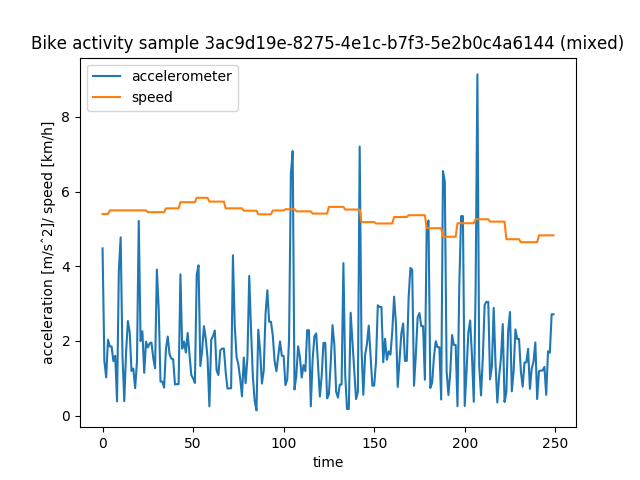 Bike activity sample 3ac9d19e-8275-4e1c-b7f3-5e2b0c4a6144 (mixed)
accelerometer
speed
acceleration [m/s^2]/ speed [km/h]
8
6
4
2
0
0 50 100 150 200 250
time